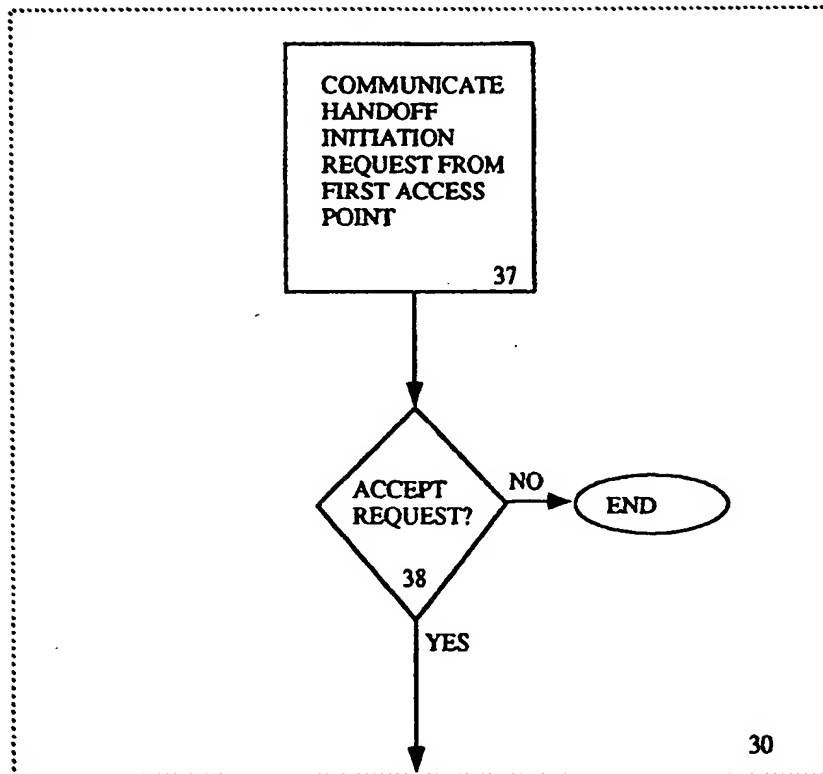 COMMUNICATE
HANDOFF
INITIATION
REQUEST FROM
FIRST ACCESS
POINT
37
ACCEPT
REQUEST?
38
NO
END
YES
30